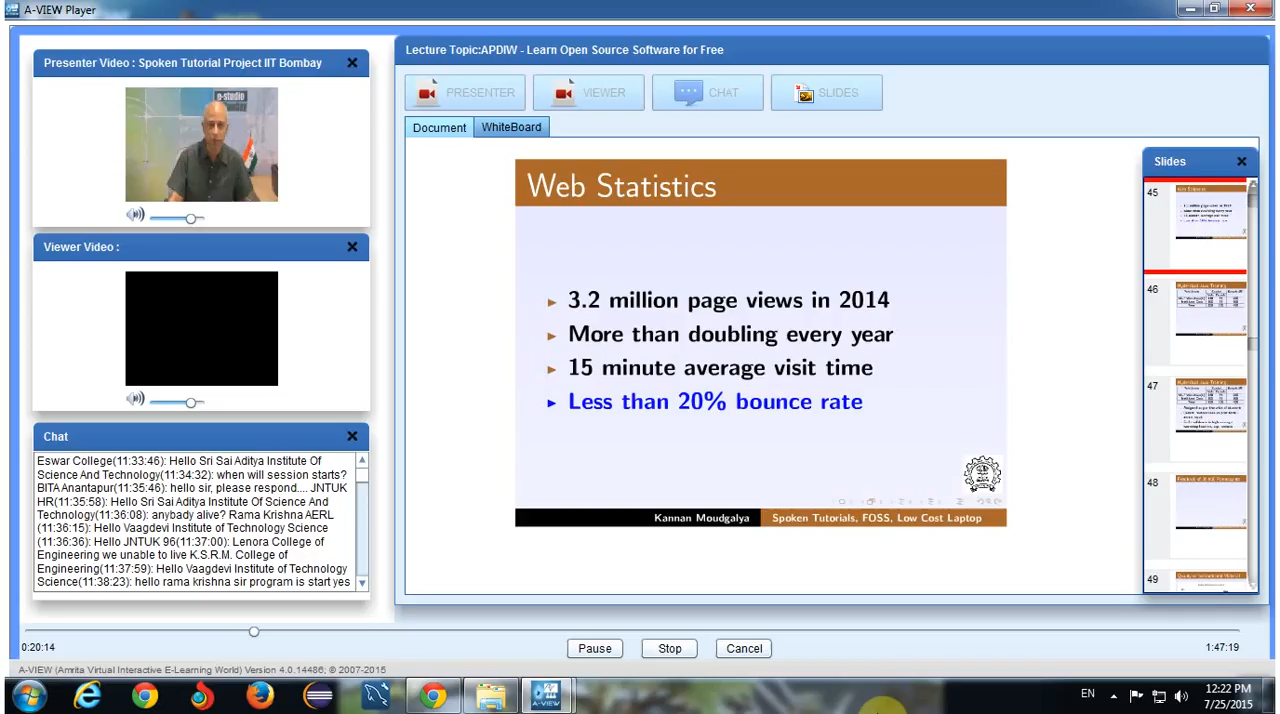 A-VIEW Player
Presenter Video : Spoken Tutorial Project IIT Bombay
e-studio
Viewer Video :
Chat
Eswar College(11:33:46): Hello Sri Sai Aditya Institute Of
Science And Technology(11:34:32): when will session starts?
BITA Anantapur(11:35:46): hello sir, please respond.... JNTUK
HR(11:35:58): Hello Sri Sai Aditya Institute Of Science And
Technology(11:36:08): anybody alive? Rama Krishna AERL
(11:36:15): Hello Vaagdevi Institute of Technology Science
(11:36:36): Hello JNTUK 96(11:37:00): Lenora College of
Engineering we unable to live K.S.R.M. College of
Engineering(11:37:59): Hello Vaagdevi Institute of Technology
Science(11:38:23): hello rama krishna sir program is start yes
Lecture Topic:APDIW - Learn Open Source Software for Free
PRESENTER
VIEWER
CHAT
SLIDES
Document
WhiteBoard
Web Statistics
3.2 million page views in 2014
More than doubling every year
15 minute average visit time
Less than 20% bounce rate
Kannan Moudgalya
Spoken Tutorials, FOSS, Low Cost Laptop
Slides
45
46
47
48
49
0:20:14
Pause
Stop
Cancel
1:47:19
A-VIEW (Amrita Virtual Interactive E-Learning World) Version 4.0.14486; © 2007-2015
A-VIEW
EN
12:22 PM
7/25/2015